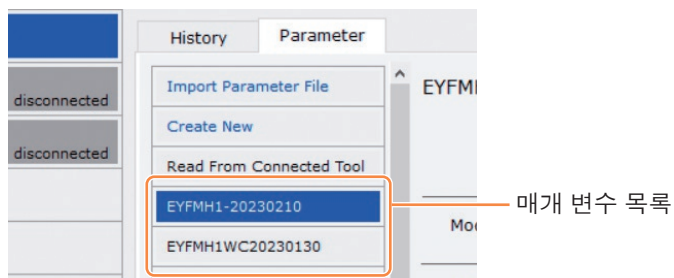 History
Parameter
Import Parameter File
EYFMH
disconnected
Create New
disconnected
Read From Connected Tool
EYFMH1-20230210
매개 변수 목록
Mo
EYFMH1WC20230130